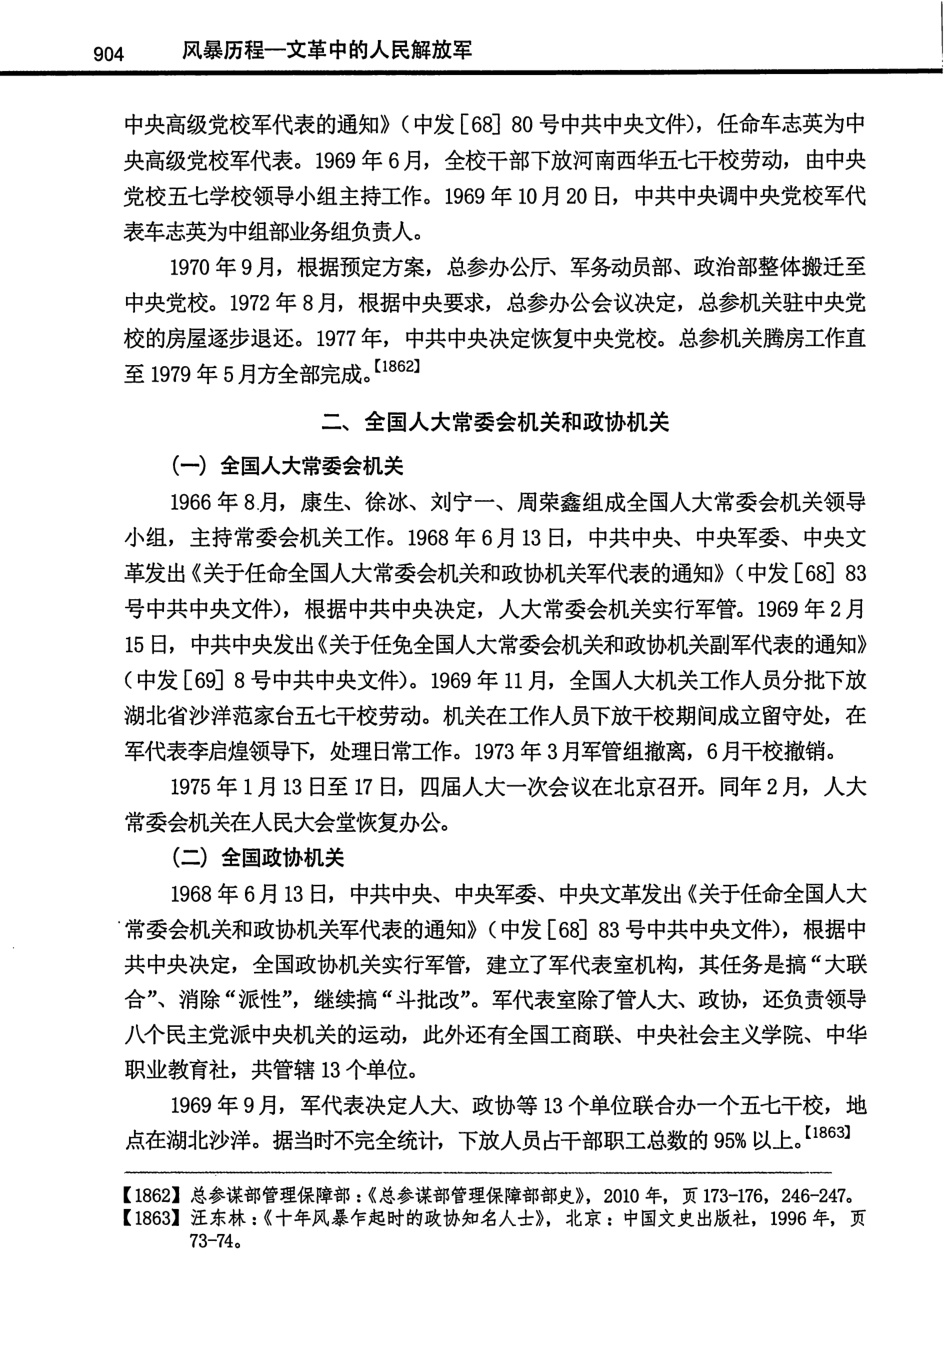 904 风暴历程—文革中的人民解放军
中央高级党校军代表的通知》（中发［68］80 号中共中央文件），任命车志英为中
央高级党校军代表。1969 年 6 月，全校干部下放河南西华五七干校劳动，由中央
党校五七学校领导小组主持工作。1969 年 10 月 20 日，中共中央调中央党校军代
表车志英为中组部业务组负责人。
1970 年 9 月，根据预定方案，总参办公厅、军务动员部、政治部整体搬迁至
中央党校。1972 年 8 月，根据中央要求，总参办公会议决定，总参机关驻中央党
校的房屋逐步退还。1977 年，中共中央决定恢复中央党校。总参机关腾房工作直
至 1979 年 5 月方全部完成。【1862】
二、全国人大常委会机关和政协机关
（一）全国人大常委会机关
1966 年 8 月，康生、徐冰、刘宁一、周荣鑫组成全国人大常委会机关领导
小组，主持常委会机关工作。1968 年 6 月 13 日，中共中央、中央军委、中央文
革发出《关于任命全国人大常委会机关和政协机关军代表的通知》（中发［68］83
号中共中央文件），根据中共中央决定，人大常委会机关实行军管。1969 年 2 月
15 日，中共中央发出《关于任免全国人大常委会机关和政协机关副军代表的通知》
（中发［69］8 号中共中央文件）。1969 年 11 月，全国人大机关工作人员分批下放
湖北省沙洋范家台五七干校劳动。机关在工作人员下放干校期间成立留守处，在
军代表李启煌领导下，处理日常工作。1973 年 3 月军管组撤离，6 月干校撤销。
1975 年 1 月 13 日至 17 日，四届人大一次会议在北京召开。同年 2 月，人大
常委会机关在人民大会堂恢复办公。
（二）全国政协机关
1968 年 6 月 13 日，中共中央、中央军委、中央文革发出《关于任命全国人大
常委会机关和政协机关军代表的通知》（中发［68］83 号中共中央文件），根据中
共中央决定，全国政协机关实行军管，建立了军代表室机构，其任务是搞“大联
合”、消除“派性”，继续搞“斗批改”。军代表室除了管人大、政协，还负责领导
八个民主党派中央机关的运动，此外还有全国工商联、中央社会主义学院、中华
职业教育社，共管辖 13 个单位。
1969 年 9 月，军代表决定人大、政协等 13 个单位联合办一个五七干校，地
点在湖北沙洋。据当时不完全统计，下放人员占干部职工总数的 95% 以上。【1863】
【1862】总参谋部管理保障部：《总参谋部管理保障部部史》，2010 年，页 173-176，246-247。
【1863】汪东林：《十年风暴乍起时的政协知名人士》，北京：中国文史出版社，1996 年，页
73-74。